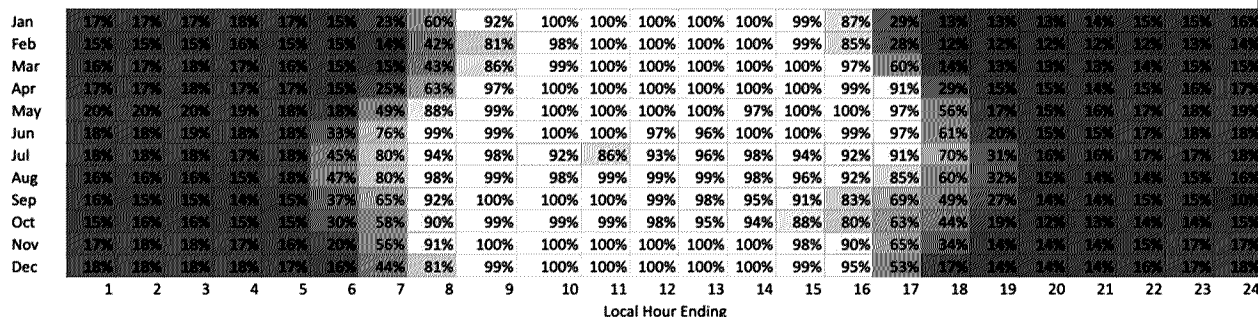 Jan 17% 17% 17% 18% 17% 15% 23% 60% 92% 100% 100% 100% 100% 100% 99% 87% 29% 13% 13% 13% 14% 15% 15% 16%
Feb 15% 15% 15% 16% 15% 15% 14% 42% 81% 98% 100% 100% 100% 100% 99% 85% 28% 12% 12% 12% 12% 12% 13% 14%
Mar 16% 17% 18% 17% 16% 15% 15% 43% 86% 99% 100% 100% 100% 100% 100% 97% 60% 14% 13% 13% 13% 14% 15% 15%
Apr 17% 17% 18% 17% 17% 15% 25% 63% 97% 100% 100% 100% 100% 100% 100% 99% 91% 29% 15% 15% 14% 15% 16% 17%
May 20% 20% 20% 19% 18% 18% 49% 88% 99% 100% 100% 100% 100% 97% 100% 100% 97% 56% 17% 15% 16% 17% 18% 19%
Jun 18% 18% 19% 18% 18% 33% 76% 99% 99% 100% 100% 97% 96% 100% 100% 99% 97% 61% 20% 15% 15% 17% 18% 18%
Jul 18% 18% 18% 17% 18% 45% 80% 94% 98% 92% 86% 93% 96% 98% 94% 92% 91% 70% 31% 16% 16% 17% 17% 18%
Aug 16% 16% 16% 15% 18% 47% 80% 98% 99% 98% 99% 99% 99% 98% 96% 92% 85% 60% 32% 15% 14% 14% 15% 16%
Sep 16% 15% 15% 14% 15% 37% 65% 92% 100% 100% 100% 99% 98% 95% 91% 83% 69% 49% 27% 14% 14% 15% 15%
Oct 15% 16% 16% 15% 15% 30% 58% 90% 99% 99% 99% 98% 95% 94% 88% 80% 63% 44% 19% 12% 13% 14% 14% 15%
Nov 17% 18% 18% 17% 16% 20% 56% 91% 100% 100% 100% 100% 100% 100% 98% 90% 65% 34% 14% 14% 14% 15% 17% 17%
Dec 18% 18% 18% 18% 17% 16% 44% 81% 99% 100% 100% 100% 100% 100% 99% 95% 53% 17% 14% 14% 14% 16% 17% 18%
1 2 3 4 5 6 7 8 9 10 11 12 13 14 15 16 17 18 19 20 21 22 23 24
Local Hour Ending